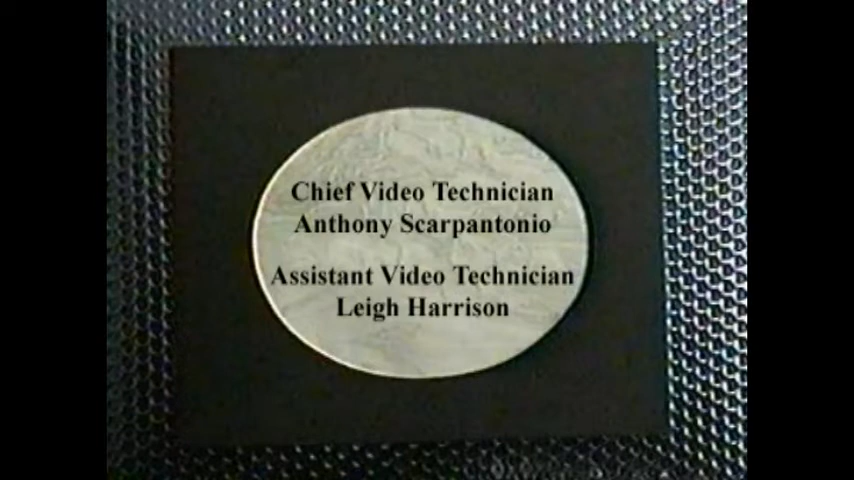 Chief Video Technician
Anthony Scarpantonio
Assistant Video Technician
Leigh Harrison